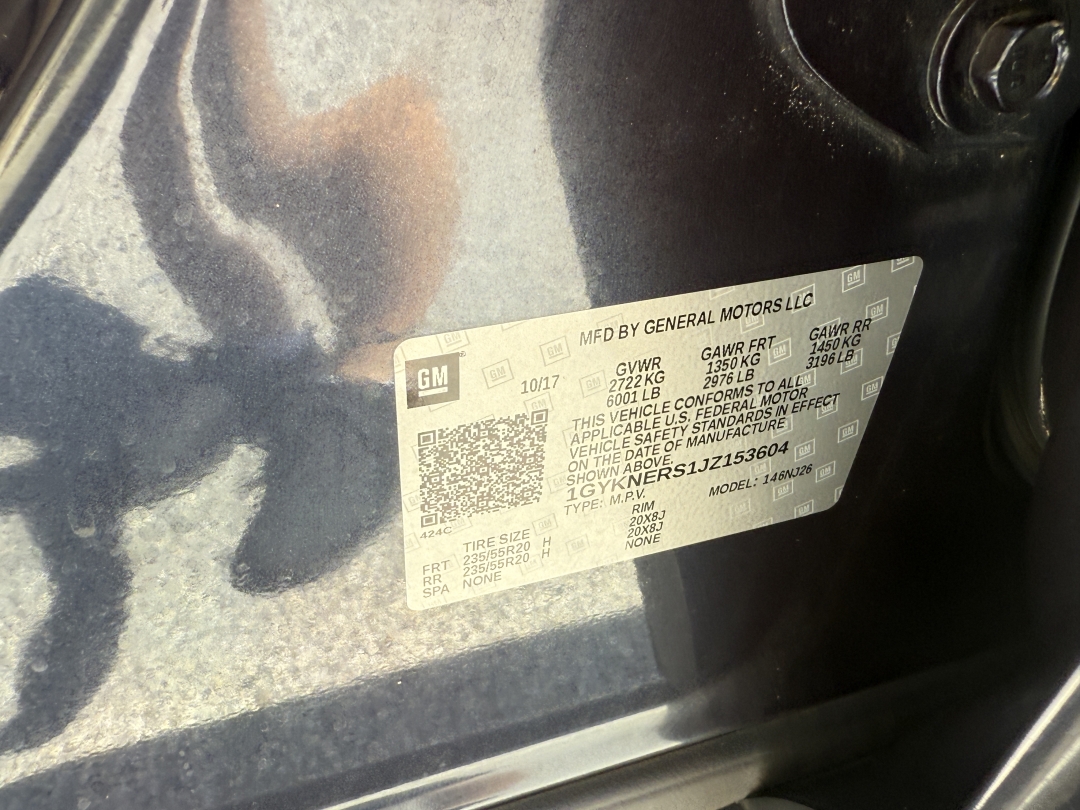 MFD BY GENERAL MOTORS LLC
GM
10/17
GVWR GAWR FRT GAWR RR
2722 KG 1350 KG 1450 KG
6001 LB 2976 LB 3196 LB
THIS VEHICLE CONFORMS TO ALL
APPLICABLE U.S. FEDERAL MOTOR
VEHICLE SAFETY STANDARDS IN EFFECT
ON THE DATE OF MANUFACTURE
SHOWN ABOVE.
1GYKNERS1JZ153604
TYPE: M.P.V. MODEL: 146NJ26
424C
TIRE SIZE RIM
FRT 235/55R20 H 20X8J
RR 235/55R20 H 20X8J
SPA NONE NONE